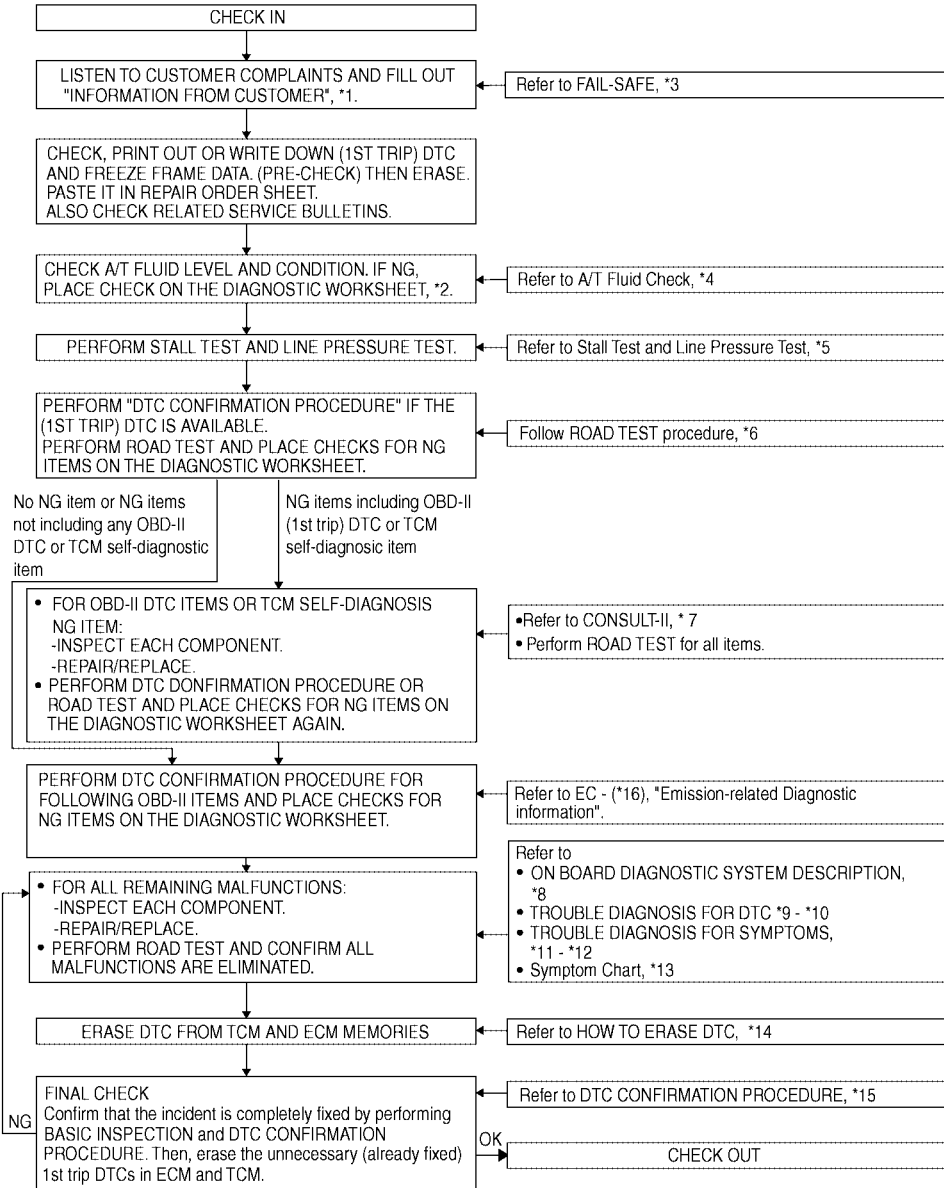 CHECK IN
LISTEN TO CUSTOMER COMPLAINTS AND FILL OUT
"INFORMATION FROM CUSTOMER", *1.
Refer to FAIL-SAFE, *3
CHECK, PRINT OUT OR WRITE DOWN (1ST TRIP) DTC
AND FREEZE FRAME DATA. (PRE-CHECK) THEN ERASE.
PASTE IT IN REPAIR ORDER SHEET.
ALSO CHECK RELATED SERVICE BULLETINS.
CHECK A/T FLUID LEVEL AND CONDITION. IF NG,
PLACE CHECK ON THE DIAGNOSTIC WORKSHEET, *2.
Refer to A/T Fluid Check, *4
PERFORM STALL TEST AND LINE PRESSURE TEST.
Refer to Stall Test and Line Pressure Test, *5
PERFORM "DTC CONFIRMATION PROCEDURE" IF THE
(1ST TRIP) DTC IS AVAILABLE.
PERFORM ROAD TEST AND PLACE CHECKS FOR NG
ITEMS ON THE DIAGNOSTIC WORKSHEET.
Follow ROAD TEST procedure, *6
No NG item or NG items
not including any OBD-II
DTC or TCM self-diagnostic
item
NG items including OBD-II
(1st trip) DTC or TCM
self-diagnosic item
• FOR OBD-II DTC ITEMS OR TCM SELF-DIAGNOSIS
NG ITEM:
-INSPECT EACH COMPONENT.
-REPAIR/REPLACE.
• PERFORM DTC DONFIRMATION PROCEDURE OR
ROAD TEST AND PLACE CHECKS FOR NG ITEMS ON
THE DIAGNOSTIC WORKSHEET AGAIN.
•Refer to CONSULT-II, * 7
• Perform ROAD TEST for all items.
PERFORM DTC CONFIRMATION PROCEDURE FOR
FOLLOWING OBD-II ITEMS AND PLACE CHECKS FOR
NG ITEMS ON THE DIAGNOSTIC WORKSHEET.
Refer to EC - (*16), "Emission-related Diagnostic
information".
• FOR ALL REMAINING MALFUNCTIONS:
-INSPECT EACH COMPONENT.
-REPAIR/REPLACE.
• PERFORM ROAD TEST AND CONFIRM ALL
MALFUNCTIONS ARE ELIMINATED.
Refer to
• ON BOARD DIAGNOSTIC SYSTEM DESCRIPTION,
*8
• TROUBLE DIAGNOSIS FOR DTC *9 - *10
• TROUBLE DIAGNOSIS FOR SYMPTOMS,
*11 - *12
• Symptom Chart, *13
ERASE DTC FROM TCM AND ECM MEMORIES
Refer to HOW TO ERASE DTC, *14
FINAL CHECK
Confirm that the incident is completely fixed by performing
BASIC INSPECTION and DTC CONFIRMATION
PROCEDURE. Then, erase the unnecessary (already fixed)
1st trip DTCs in ECM and TCM.
Refer to DTC CONFIRMATION PROCEDURE, *15
NG
OK
CHECK OUT